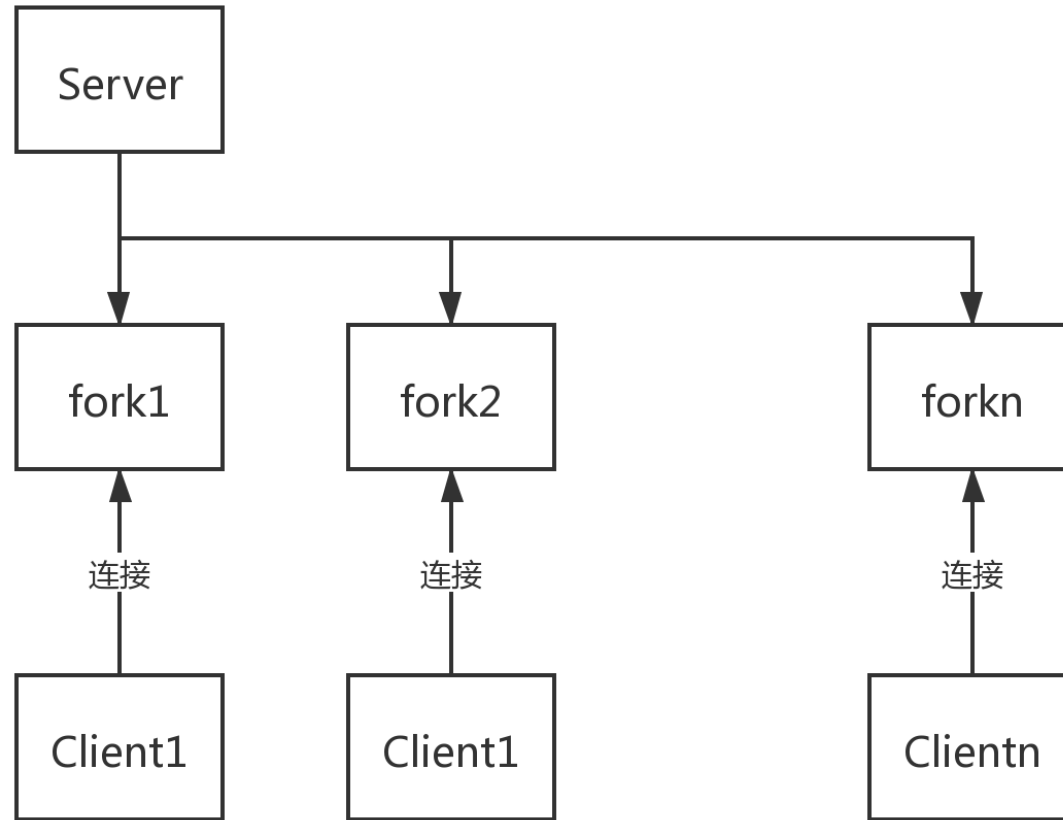 Server
fork1
fork2
forkn
连接
连接
连接
Client1
Client1
Clientn